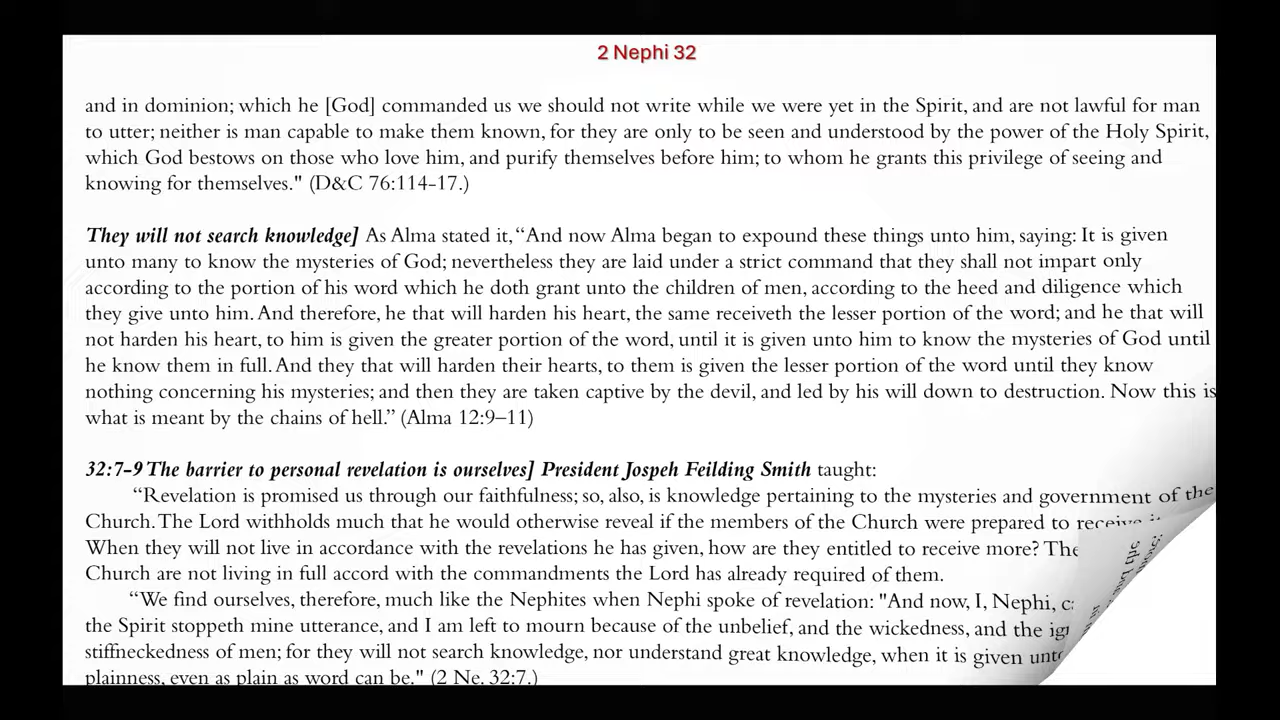 2 Nephi 32
and in dominion; which he [God] commanded us we should not write while we were yet in the Spirit, and are not lawful for man
to utter; neither is man capable to make them known, for they are only to be seen and understood by the power of the Holy Spirit,
which God bestows on those who love him, and purify themselves before him; to whom he grants this privilege of seeing and
knowing for themselves." (D&C 76:114-17.)
They will not search knowledge] As Alma stated it, “And now Alma began to expound these things unto him, saying: It is given
unto many to know the mysteries of God; nevertheless they are laid under a strict command that they shall not impart only
according to the portion of his word which he doth grant unto the children of men, according to the heed and diligence which
they give unto him. And therefore, he that will harden his heart, the same receiveth the lesser portion of the word; and he that will
not harden his heart, to him is given the greater portion of the word, until it is given unto him to know the mysteries of God until
he know them in full. And they that will harden their hearts, to them is given the lesser portion of the word until they know
nothing concerning his mysteries; and then they are taken captive by the devil, and led by his will down to destruction. Now this is
what is meant by the chains of hell.” (Alma 12:9–11)
32:7-9 The barrier to personal revelation is ourselves] President Jospeh Feilding Smith taught:
“Revelation is promised us through our faithfulness; so, also, is knowledge pertaining to the mysteries and government of the
Church. The Lord withholds much that he would otherwise reveal if the members of the Church were prepared to receive
When they will not live in accordance with the revelations he has given, how are they entitled to receive more? The
Church are not living in full accord with the commandments the Lord has already required of them.
“We find ourselves, therefore, much like the Nephites when Nephi spoke of revelation: "And now, I, Nephi,
the Spirit stoppeth mine utterance, and I am left to mourn because of the unbelief, and the wickedness, and the
stiffneckedness of men; for they will not search knowledge, nor understand great knowledge, when it is given
plainness, even as plain as word can be." (2 Ne. 32:7.)